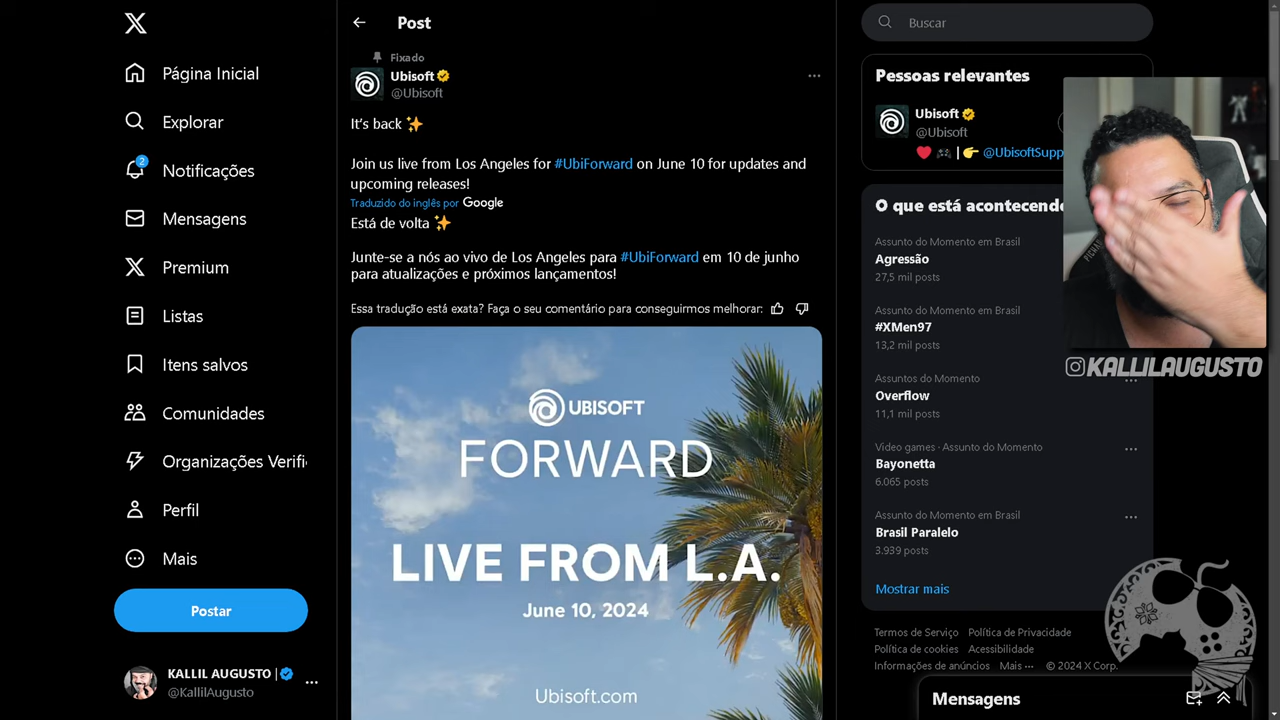 Página Inicial
Explorar
2
Notificações
Mensagens
Premium
Listas
Itens salvos
Comunidades
Organizações Verifi
Perfil
Mais
Postar
KALLIL AUGUSTO |
@KallilAugusto
Post
Fixado
Ubisoft
@Ubisoft
It's back ✨
Join us live from Los Angeles for #UbiForward on June 10 for updates and
upcoming releases!
Traduzido do inglês por Google
Está de volta ✨
Junte-se a nós ao vivo de Los Angeles para #UbiForward em 10 de junho
para atualizações e próximos lançamentos!
Essa tradução está exata? Faça o seu comentário para conseguirmos melhorar:
UBISOFT
FORWARD
LIVE FROM L.A.
June 10, 2024
Ubisoft.com
Buscar
Pessoas relevantes
Ubisoft
@Ubisoft
❤️ 🎮 | 👉 @UbisoftSupp
KALLILAUGUSTO
O que está acontecend
Assunto do Momento em Brasil
Agressão
27,5 mil posts
Assunto do Momento em Brasil
#XMen97
13,2 mil posts
Assuntos do Momento
Overflow
11,1 mil posts
Video games · Assunto do Momento
Bayonetta
6.065 posts
Assunto do Momento em Brasil
Brasil Paralelo
3.939 posts
Mostrar mais
Termos de Serviço Política de Privacidade
Política de cookies Acessibilidade
Informações de anúncios Mais ··· © 2024 X Corp.
Mensagens